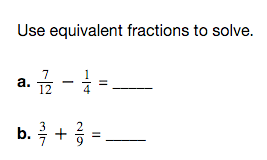 Use equivalent fractions to solve.
a. 7/12 − 1/4 = _____
b. 3/7 + 2/9 = _____